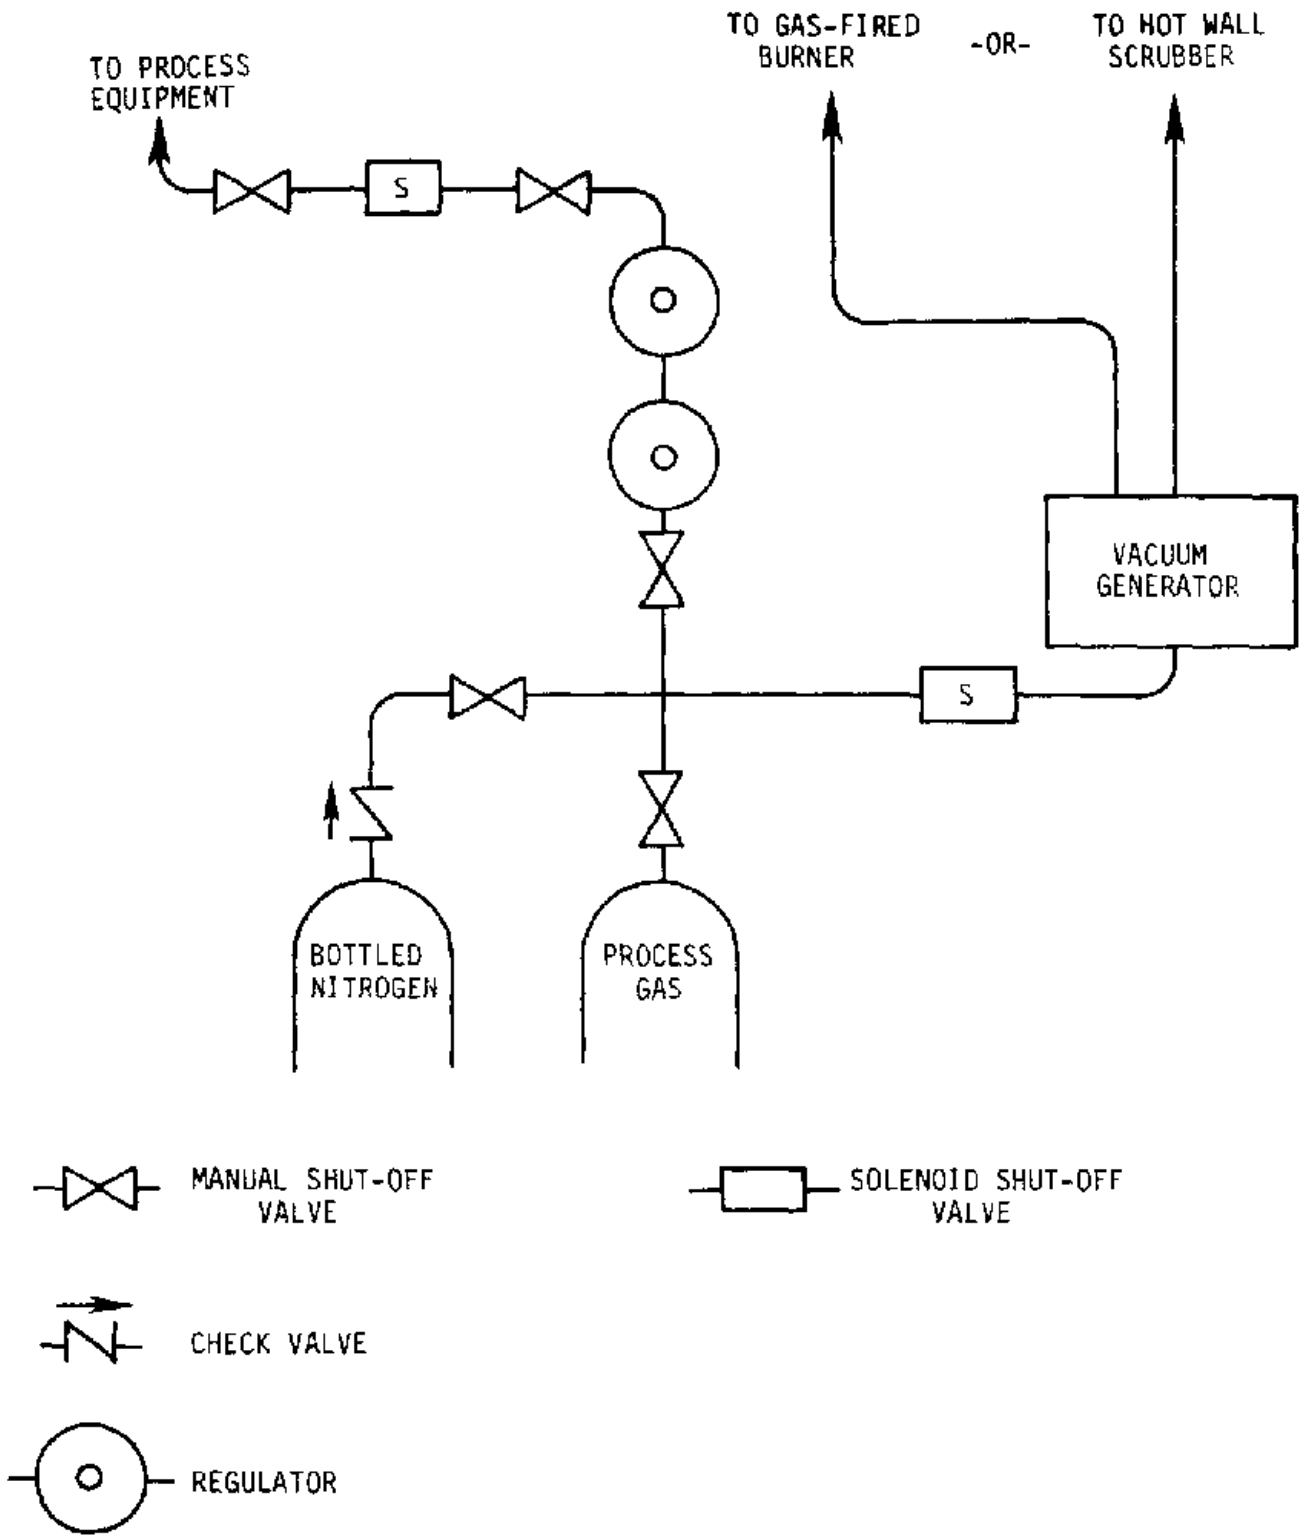 TO GAS-FIRED
BURNER
-OR-
TO HOT WALL
SCRUBBER
TO PROCESS
EQUIPMENT
S
VACUUM
GENERATOR
S
BOTTLED
NITROGEN
PROCESS
GAS
MANUAL SHUT-OFF
VALVE
SOLENOID SHUT-OFF
VALVE
CHECK VALVE
REGULATOR